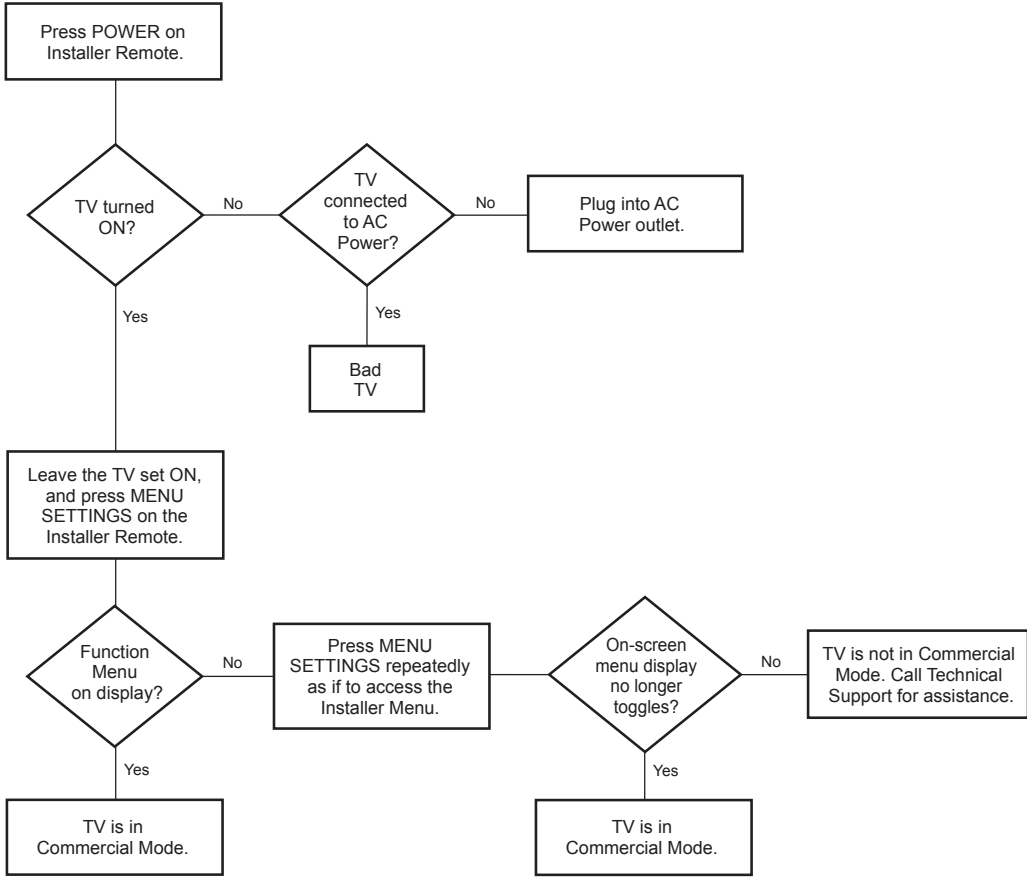 Press POWER on
Installer Remote.
TV turned
ON?
No
TV
connected
to AC
Power?
No
Plug into AC
Power outlet.
Yes
Yes
Bad
TV
Leave the TV set ON,
and press MENU
SETTINGS on the
Installer Remote.
Function
Menu
on display?
No
Press MENU
SETTINGS repeatedly
as if to access the
Installer Menu.
On-screen
menu display
no longer
toggles?
No
TV is not in Commercial
Mode. Call Technical
Support for assistance.
Yes
TV is in
Commercial Mode.
Yes
TV is in
Commercial Mode.